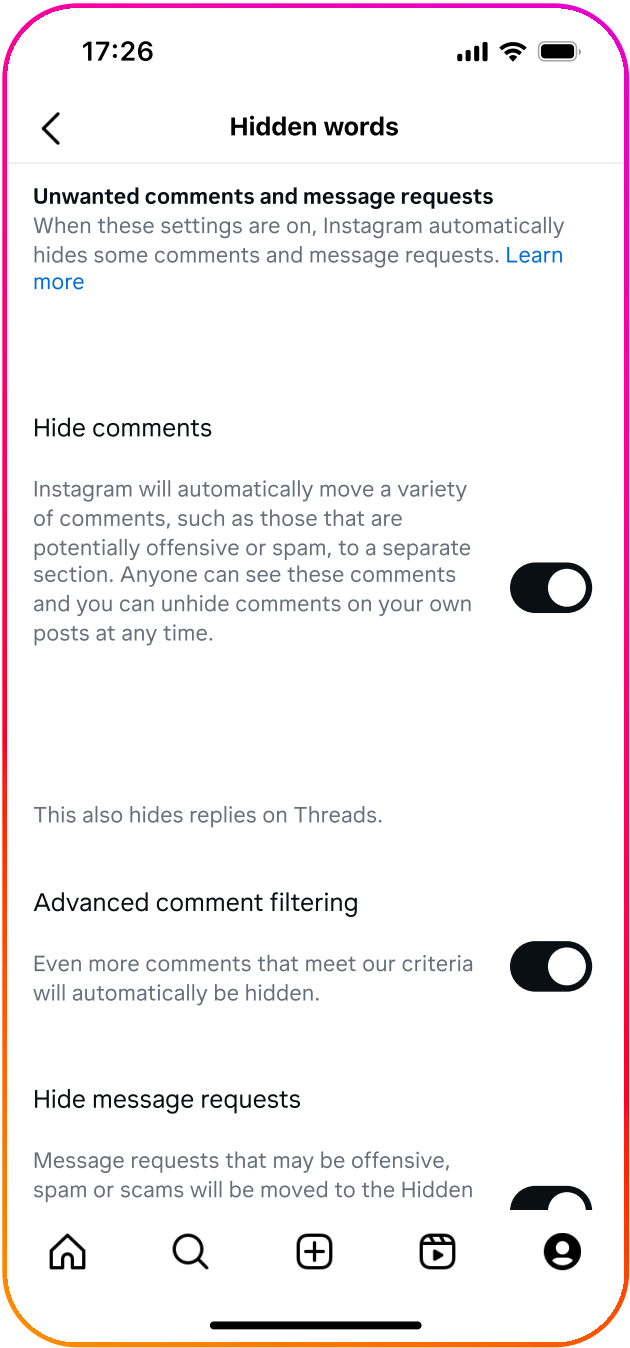 17:26
Hidden words
Unwanted comments and message requests
When these settings are on, Instagram automatically
hides some comments and message requests. Learn
more
Hide comments
Instagram will automatically move a variety
of comments, such as those that are
potentially offensive or spam, to a separate
section. Anyone can see these comments
and you can unhide comments on your own
posts at any time.
This also hides replies on Threads.
Advanced comment filtering
Even more comments that meet our criteria
will automatically be hidden.
Hide message requests
Message requests that may be offensive,
spam or scams will be moved to the Hidden